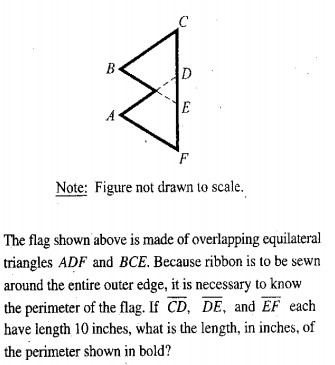 C
B
D
E
A
F
Note: Figure not drawn to scale.
The flag shown above is made of overlapping equilateral
triangles ADF and BCE. Because ribbon is to be sewn
around the entire outer edge, it is necessary to know
the perimeter of the flag. If CD, DE, and EF each
have length 10 inches, what is the length, in inches, of
the perimeter shown in bold?